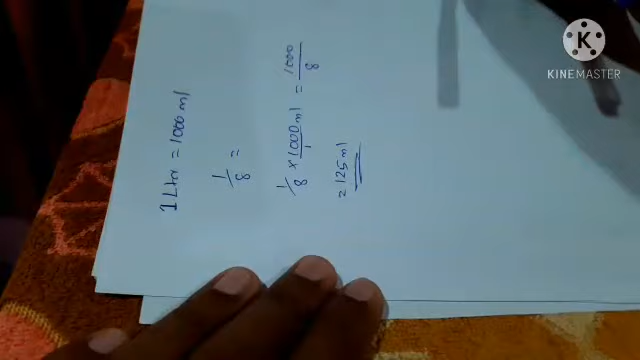 1 Ltr = 1000 ml
1/8 =
1/8 × 1000 ml/1 = 1000/8
= 125 ml
K
KINEMASTER